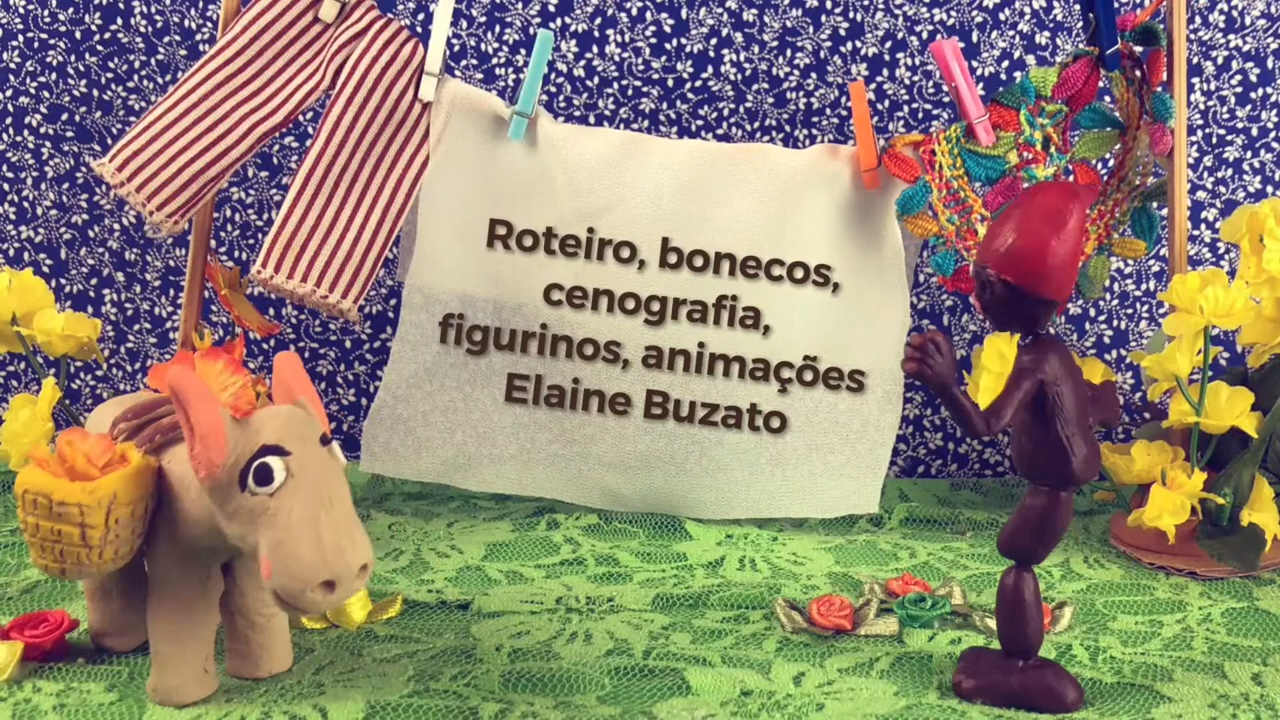 Roteiro, bonecos,
cenografia,
figurinos, animações
Elaine Buzato